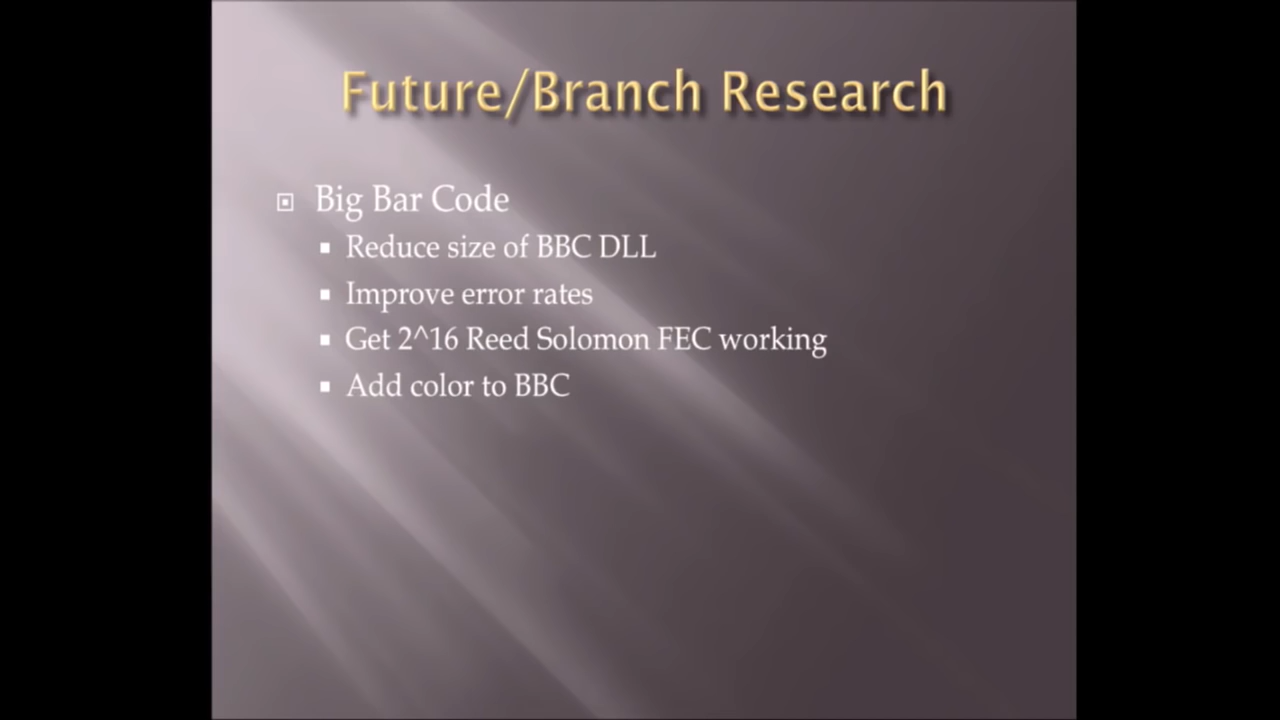 Future/Branch Research
Big Bar Code
Reduce size of BBC DLL
Improve error rates
Get 2^16 Reed Solomon FEC working
Add color to BBC